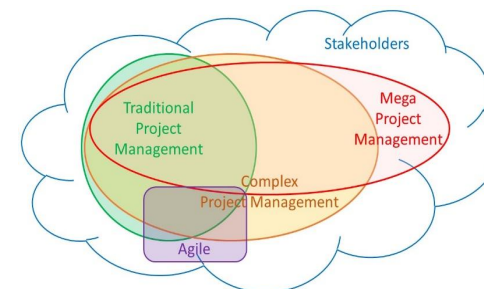 Stakeholders
Traditional
Project
Management
Mega
Project
Management
Complex
Project Management
Agile